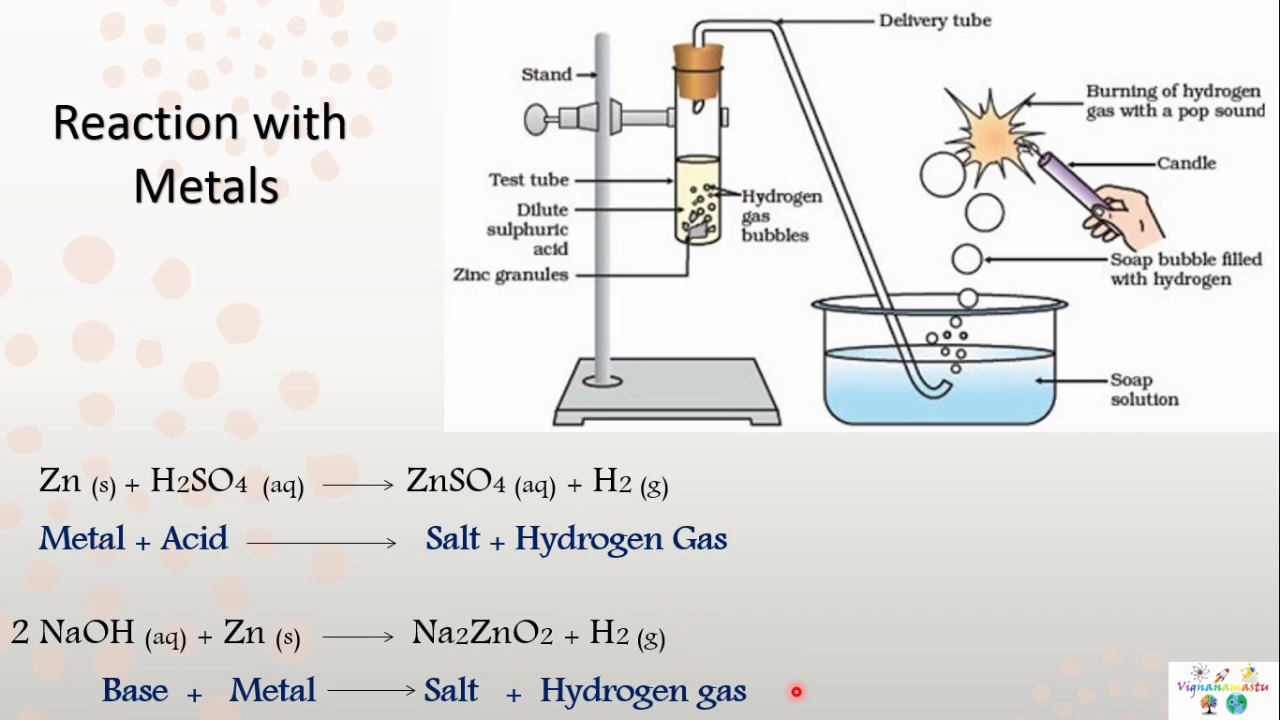 Reaction with
Metals
Delivery tube
Stand
Burning of hydrogen
gas with a pop sound
Candle
Test tube
Hydrogen
gas
bubbles
Dilute
sulphuric
acid
Zinc granules
Soap bubble filled
with hydrogen
Soap
solution
Zn (s) + H2SO4 (aq) ⟶ ZnSO4 (aq) + H2 (g)
Metal + Acid ⟶ Salt + Hydrogen Gas
2 NaOH (aq) + Zn (s) ⟶ Na2ZnO2 + H2 (g)
Base + Metal ⟶ Salt + Hydrogen gas
Vignanamastu